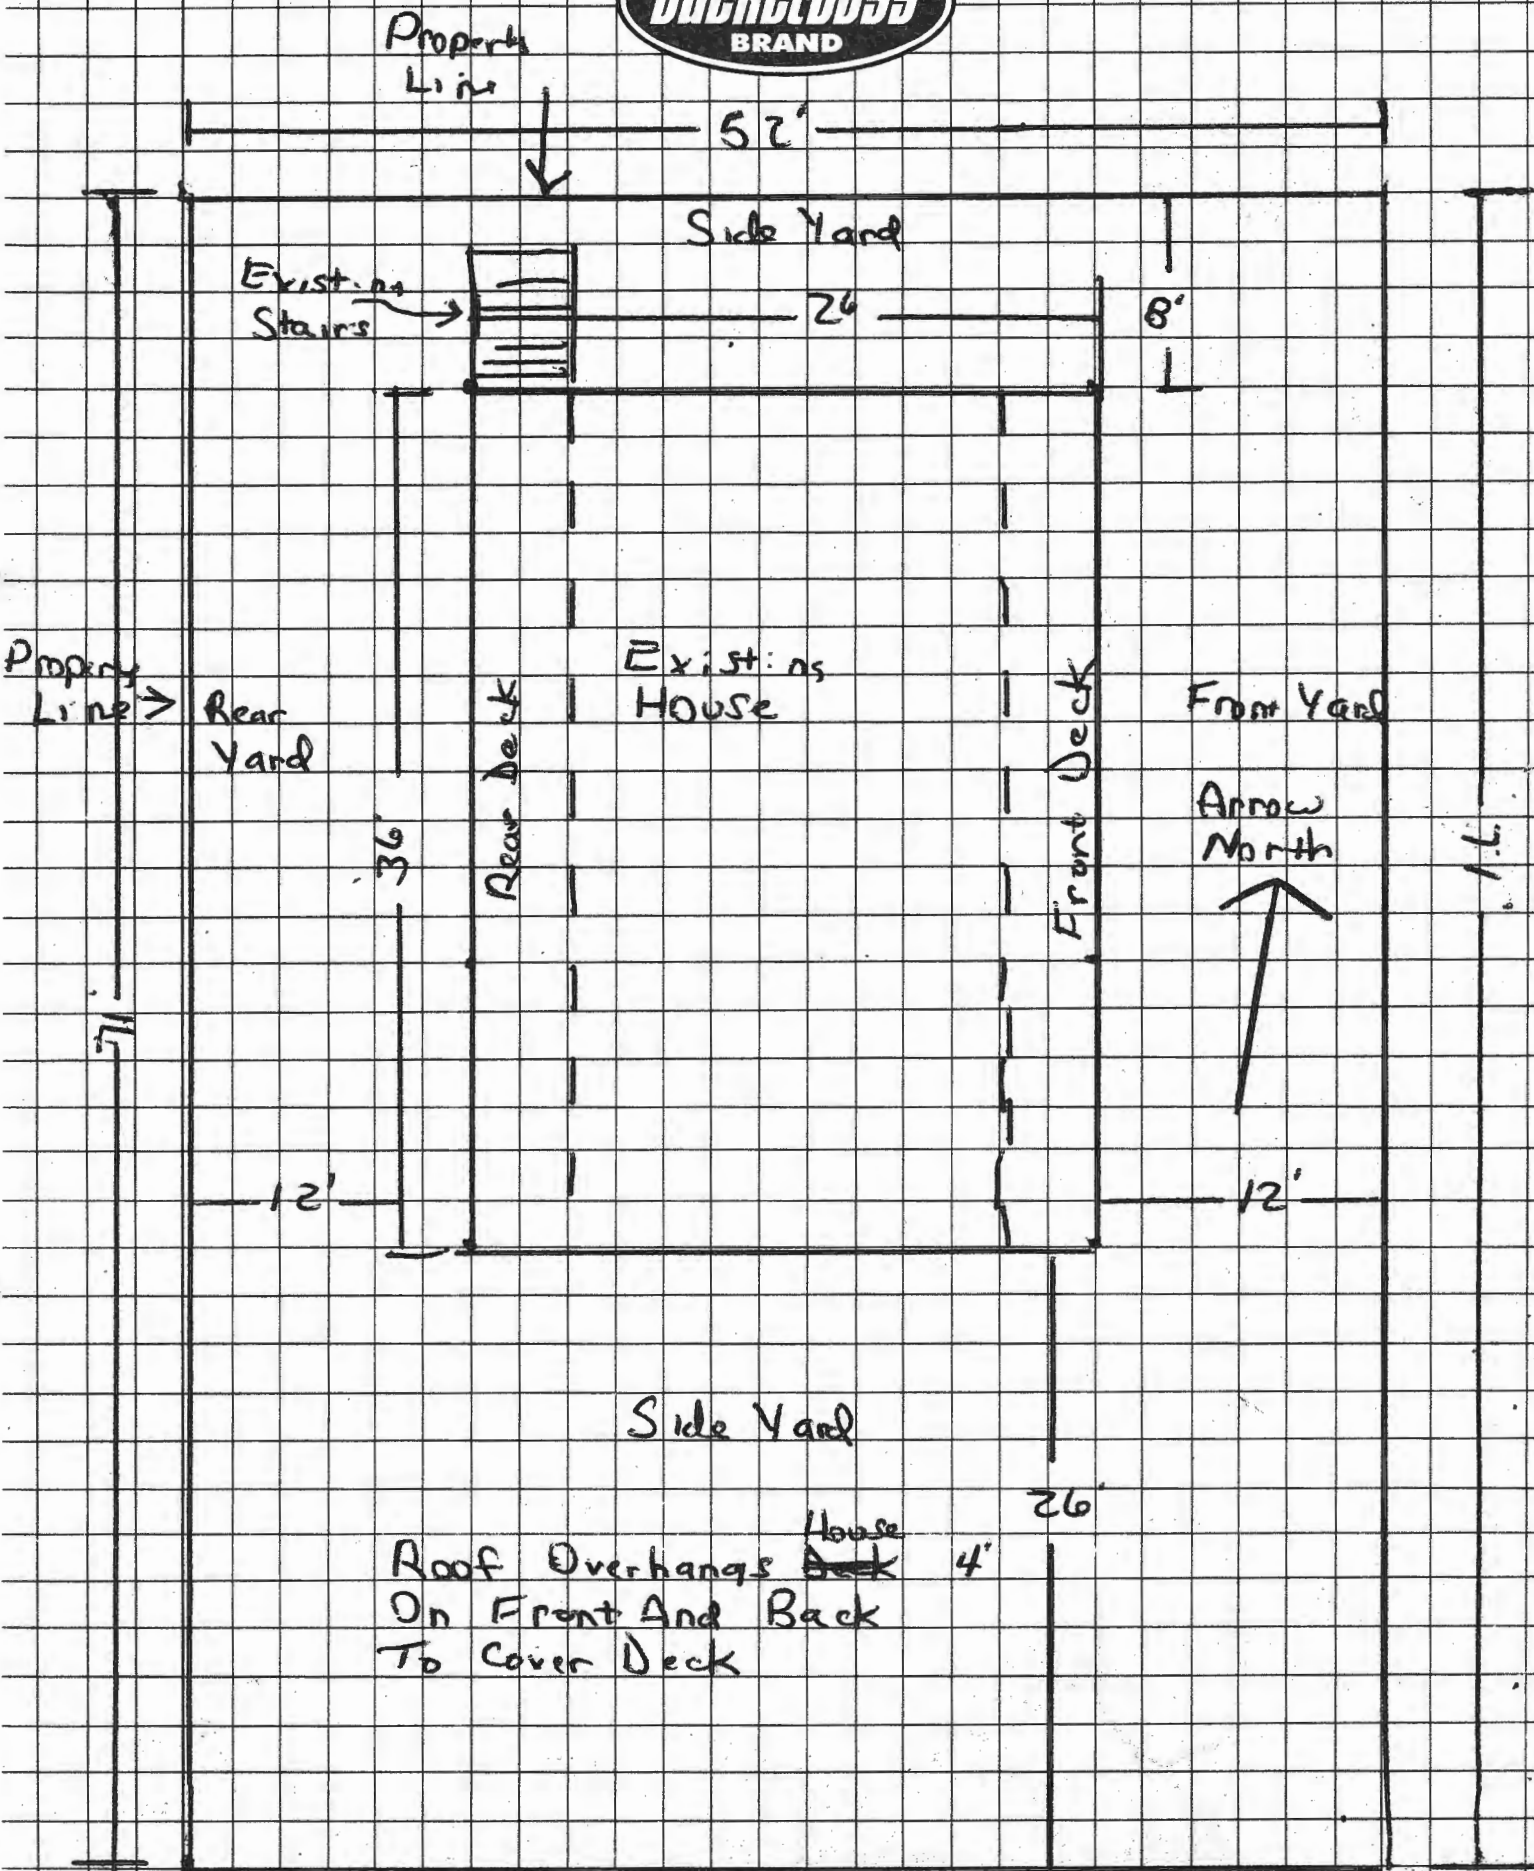 BRAND
Property
Line
52'
Side Yard
Existing
Stairs
26
8'
Property
Line
Rear
Yard
Existing
House
Rear Deck
Front Deck
Front Yard
Arrow
North
36'
71'
71'
12'
12'
Side Yard
26'
House
Roof Overhangs Deck 4'
On Front And Back
To Cover Deck